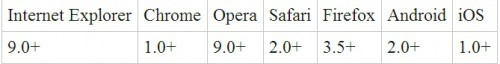 Internet Explorer Chrome Opera Safari Firefox Android iOS
9.0+ 1.0+ 9.0+ 2.0+ 3.5+ 2.0+ 1.0+